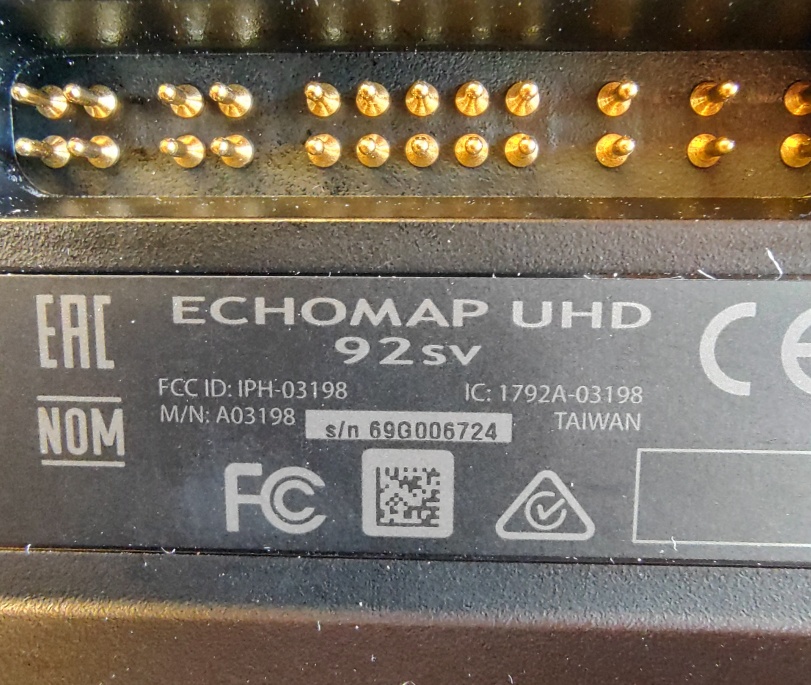 EAC
ECHOMAP UHD
92sv
CE
FCC ID: IPH-03198
IC: 1792A-03198
M/N: A03198
s/n 69G006724
TAIWAN
NOM
FC